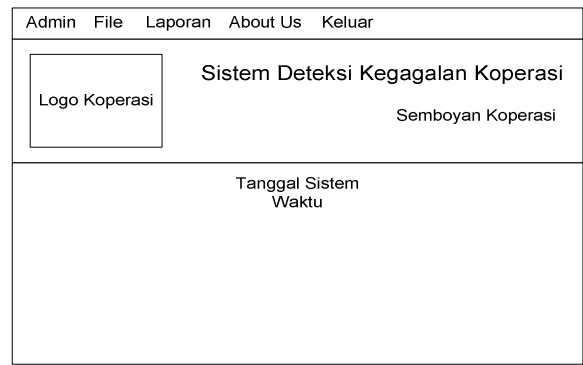 Admin File Laporan About Us Keluar
Sistem Deteksi Kegagalan Koperasi
Logo Koperasi
Semboyan Koperasi
Tanggal Sistem
Waktu